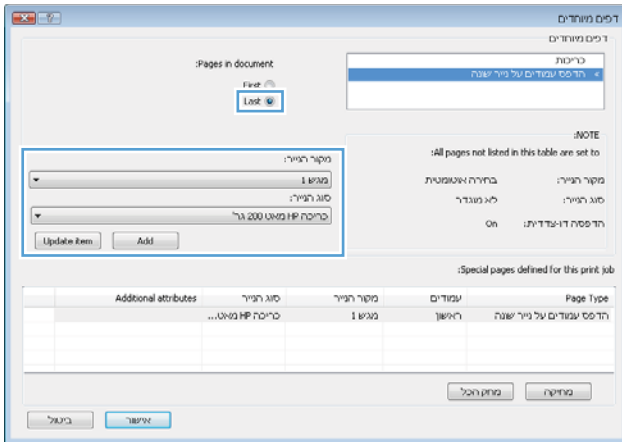 דפים מיוחדים
דפים מיוחדים
כריכות
הדפס עמודים על נייר שונה
Pages in document:
First
Last
NOTE:
All pages not listed in this table are set to:
מקור הנייר: בחירה אוטומטית
סוג הנייר: לא מוגדר
הדפסה דו-צדדית: On
מקור הנייר:
מגש 1
סוג הנייר:
כריכה HP מאט 200 גר'
Add Update item
Special pages defined for this print job:
Page Type עמודים מקור הנייר סוג הנייר Additional attributes
הדפס עמודים על נייר שונה ראשון מגש 1 כריכה HP מאט...
מחיקה מחק הכל
אישור ביטול